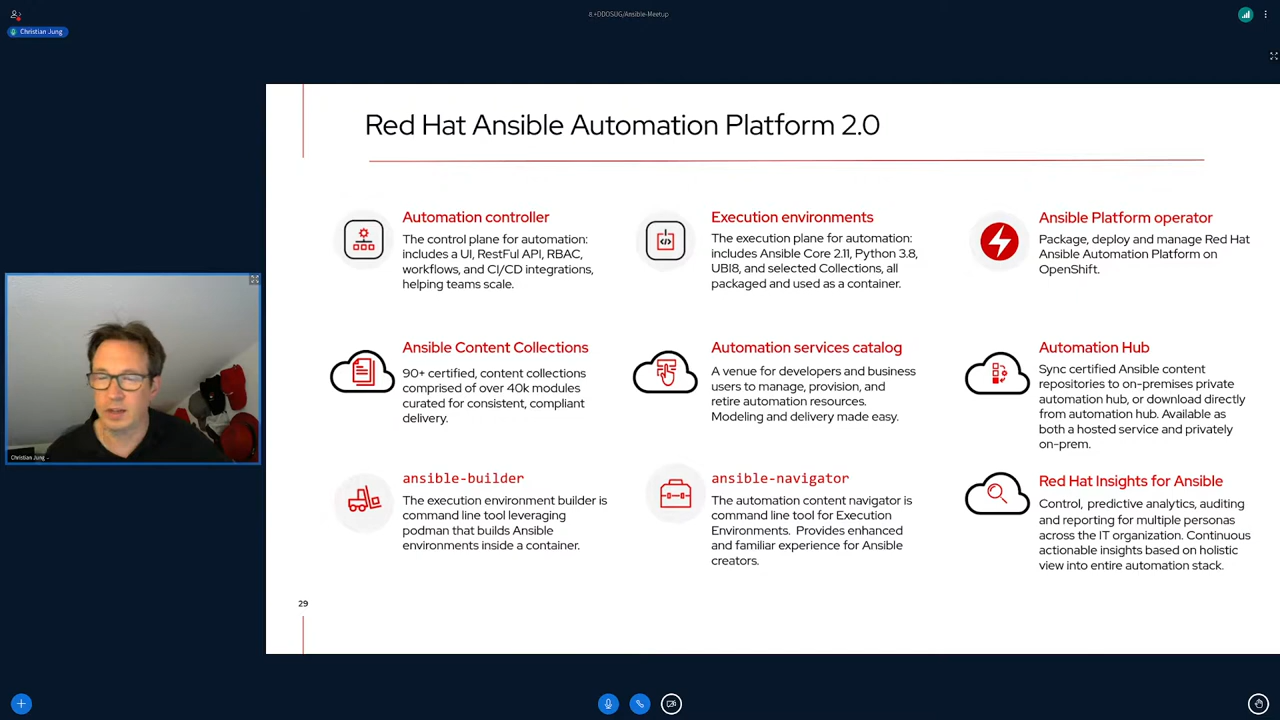 DDOSUG/Ansible-Meetup
Christian Jung
Red Hat Ansible Automation Platform 2.0
Automation controller
The control plane for automation:
includes a UI, RestFul API, RBAC,
workflows, and CI/CD integrations,
helping teams scale.
Execution environments
The execution plane for automation:
includes Ansible Core 2.11, Python 3.8,
UBI8, and selected Collections, all
packaged and used as a container.
Ansible Platform operator
Package, deploy and manage Red Hat
Ansible Automation Platform on
OpenShift.
Ansible Content Collections
90+ certified, content collections
comprised of over 40k modules
curated for consistent, compliant
delivery.
Automation services catalog
A venue for developers and business
users to manage, provision, and
retire automation resources.
Modeling and delivery made easy.
Automation Hub
Sync certified Ansible content
repositories to on-premises private
automation hub, or download directly
from automation hub. Available as
both a hosted service and privately
on-prem.
ansible-builder
The execution environment builder is
command line tool leveraging
podman that builds Ansible
environments inside a container.
ansible-navigator
The automation content navigator is
command line tool for Execution
Environments. Provides enhanced
and familiar experience for Ansible
creators.
Red Hat Insights for Ansible
Control, predictive analytics, auditing
and reporting for multiple personas
across the IT organization. Continuous
actionable insights based on holistic
view into entire automation stack.
Christian Jung
29